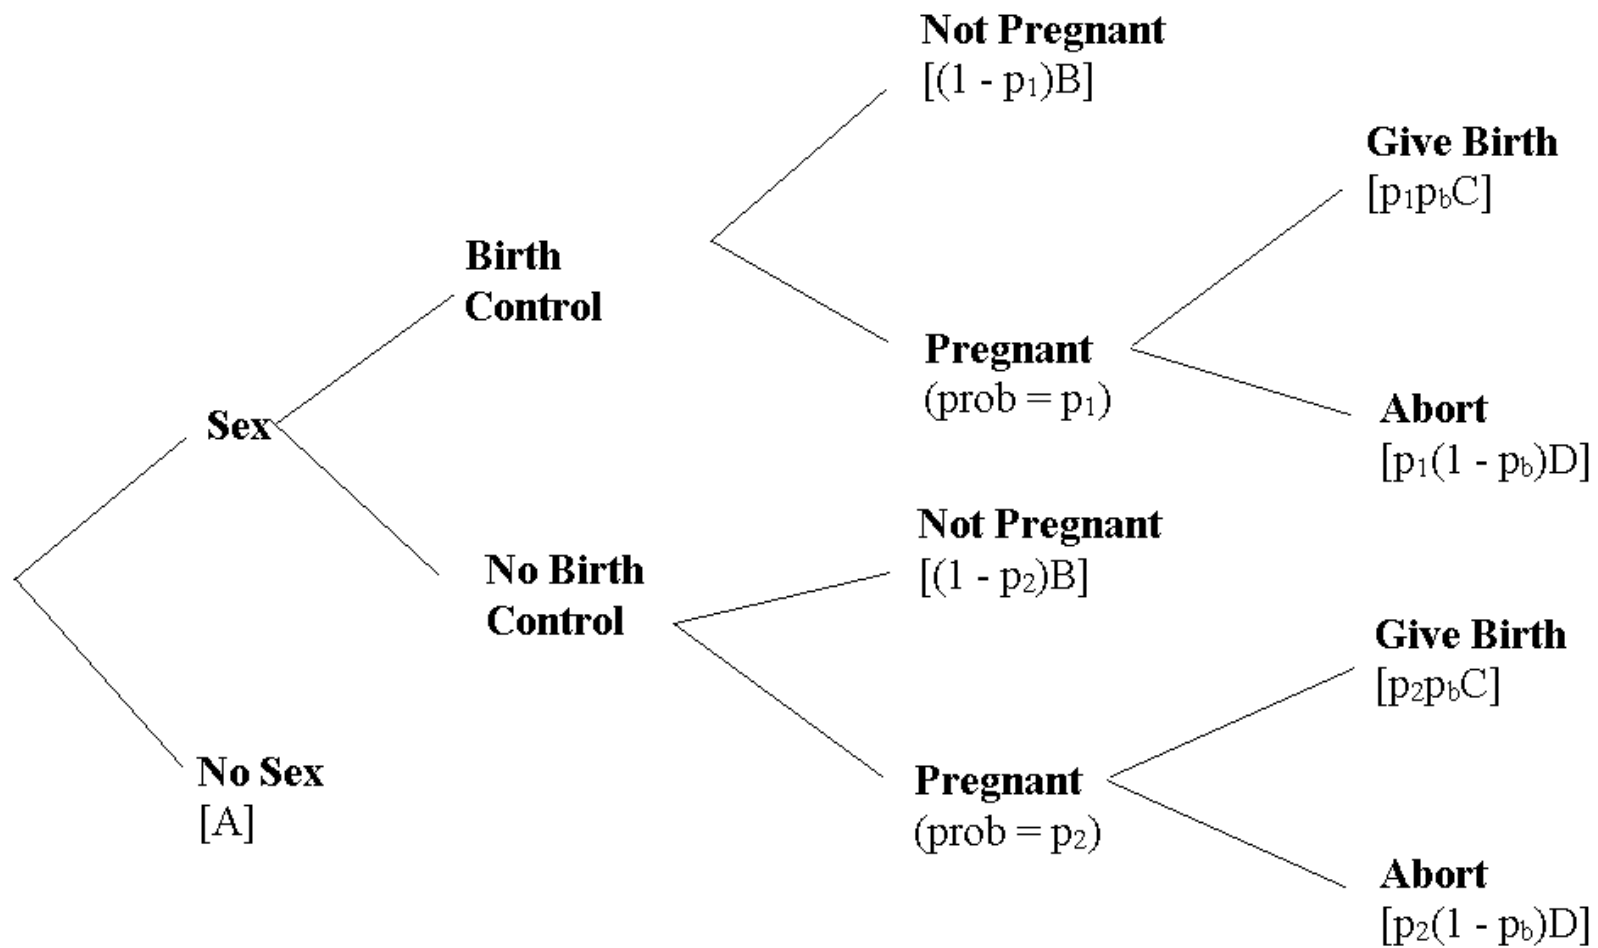 Not Pregnant
[(1 - p₁)B]
Give Birth
[p₁p_bC]
Birth
Control
Pregnant
(prob = p₁)
Abort
[p₁(1 - p_b)D]
Sex
Not Pregnant
[(1 - p₂)B]
No Birth
Control
Give Birth
[p₂p_bC]
No Sex
[A]
Pregnant
(prob = p₂)
Abort
[p₂(1 - p_b)D]